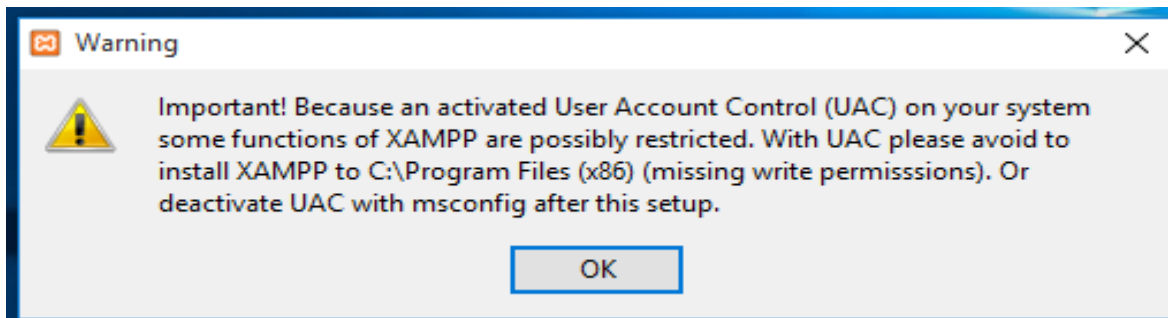 Warning
Important! Because an activated User Account Control (UAC) on your system
some functions of XAMPP are possibly restricted. With UAC please avoid to
install XAMPP to C:\Program Files (x86) (missing write permisssions). Or
deactivate UAC with msconfig after this setup.
OK